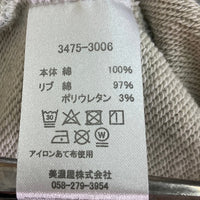 3475-3006
本体 綿 100%
リブ 綿 97%
ポリウレタン 3%
アイロンあて布使用
美濃屋株式会社
058-279-3954